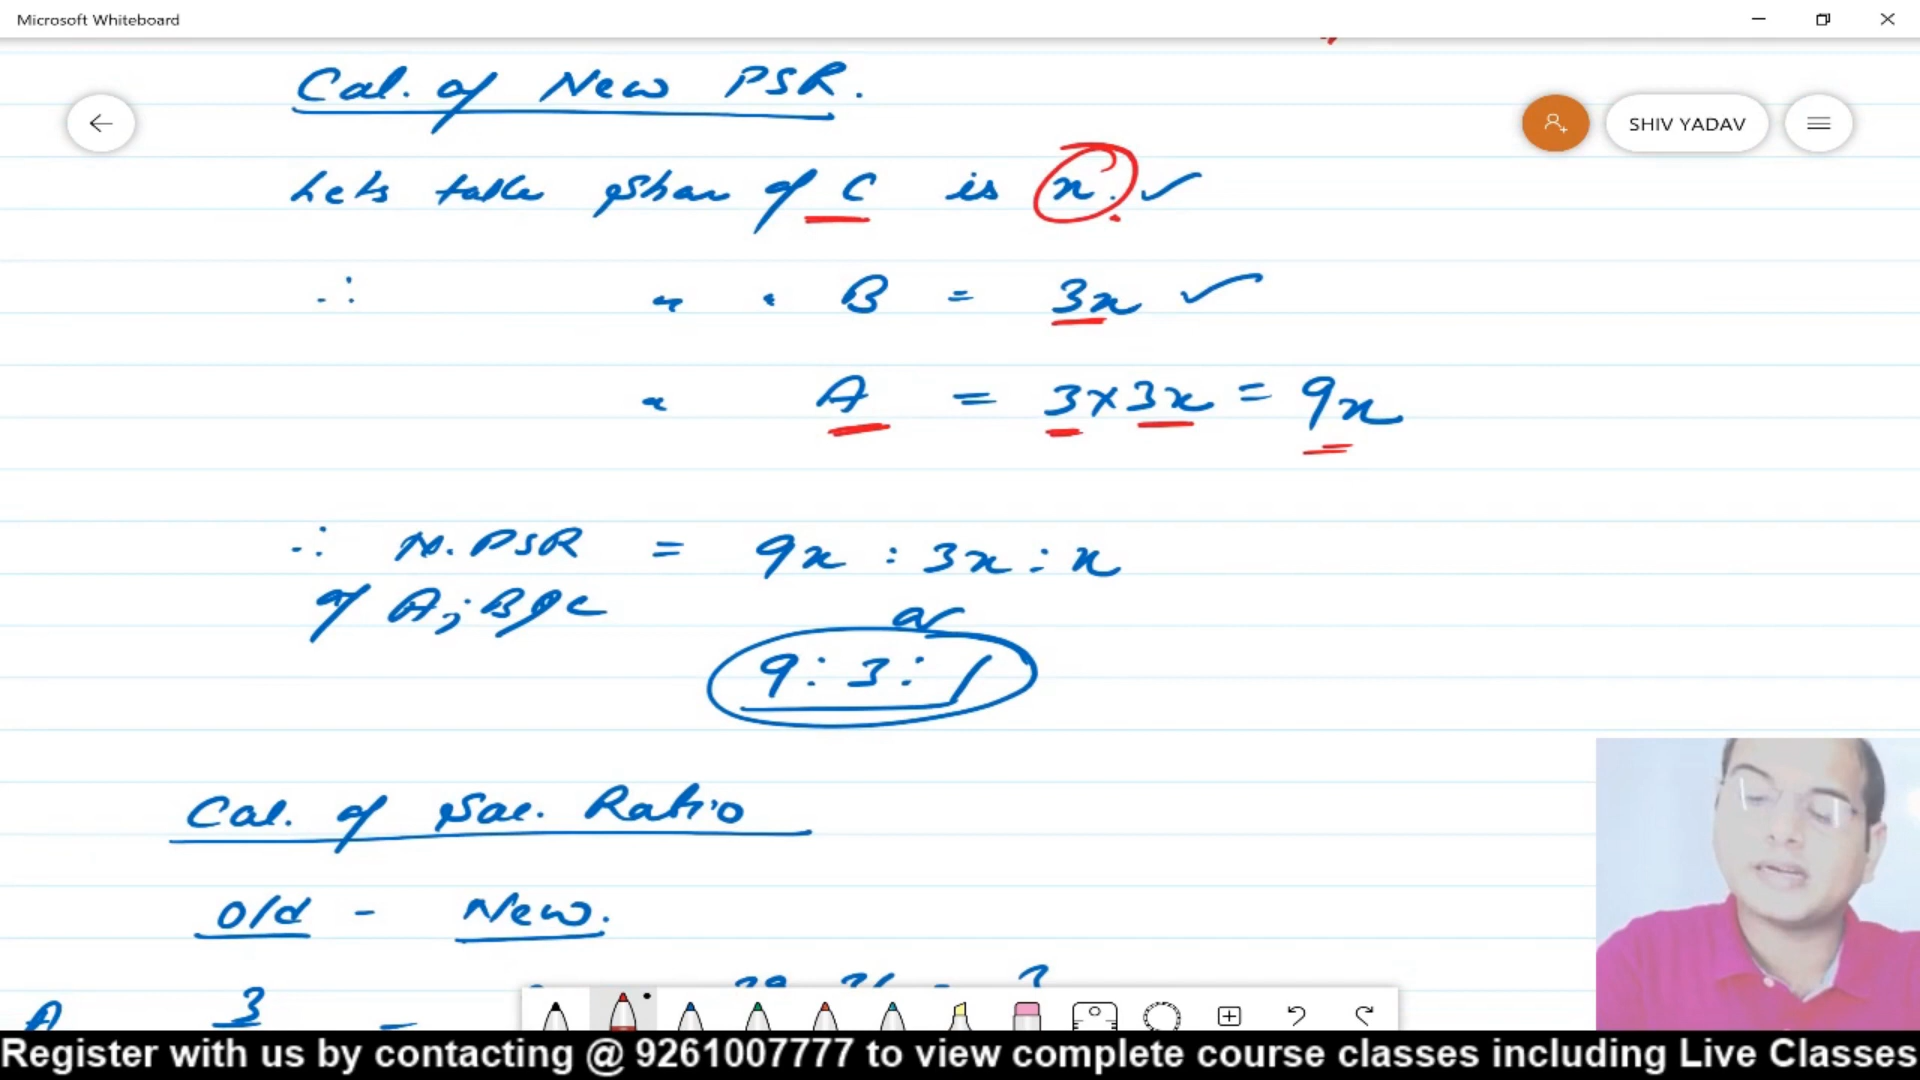 Microsoft Whiteboard
Cal. of New PSR.
SHIV YADAV
Lets take Share of C is x. ✓
∴ " " B = 3x ✓
" A = 3×3x = 9x
∴ N. PSR = 9x : 3x : x
of A, B & C
or
9 : 3 : 1
Cal. of Sac. Ratio
Old - New.
A 3 -
Register with us by contacting @ 9261007777 to view complete course classes including Live Classes